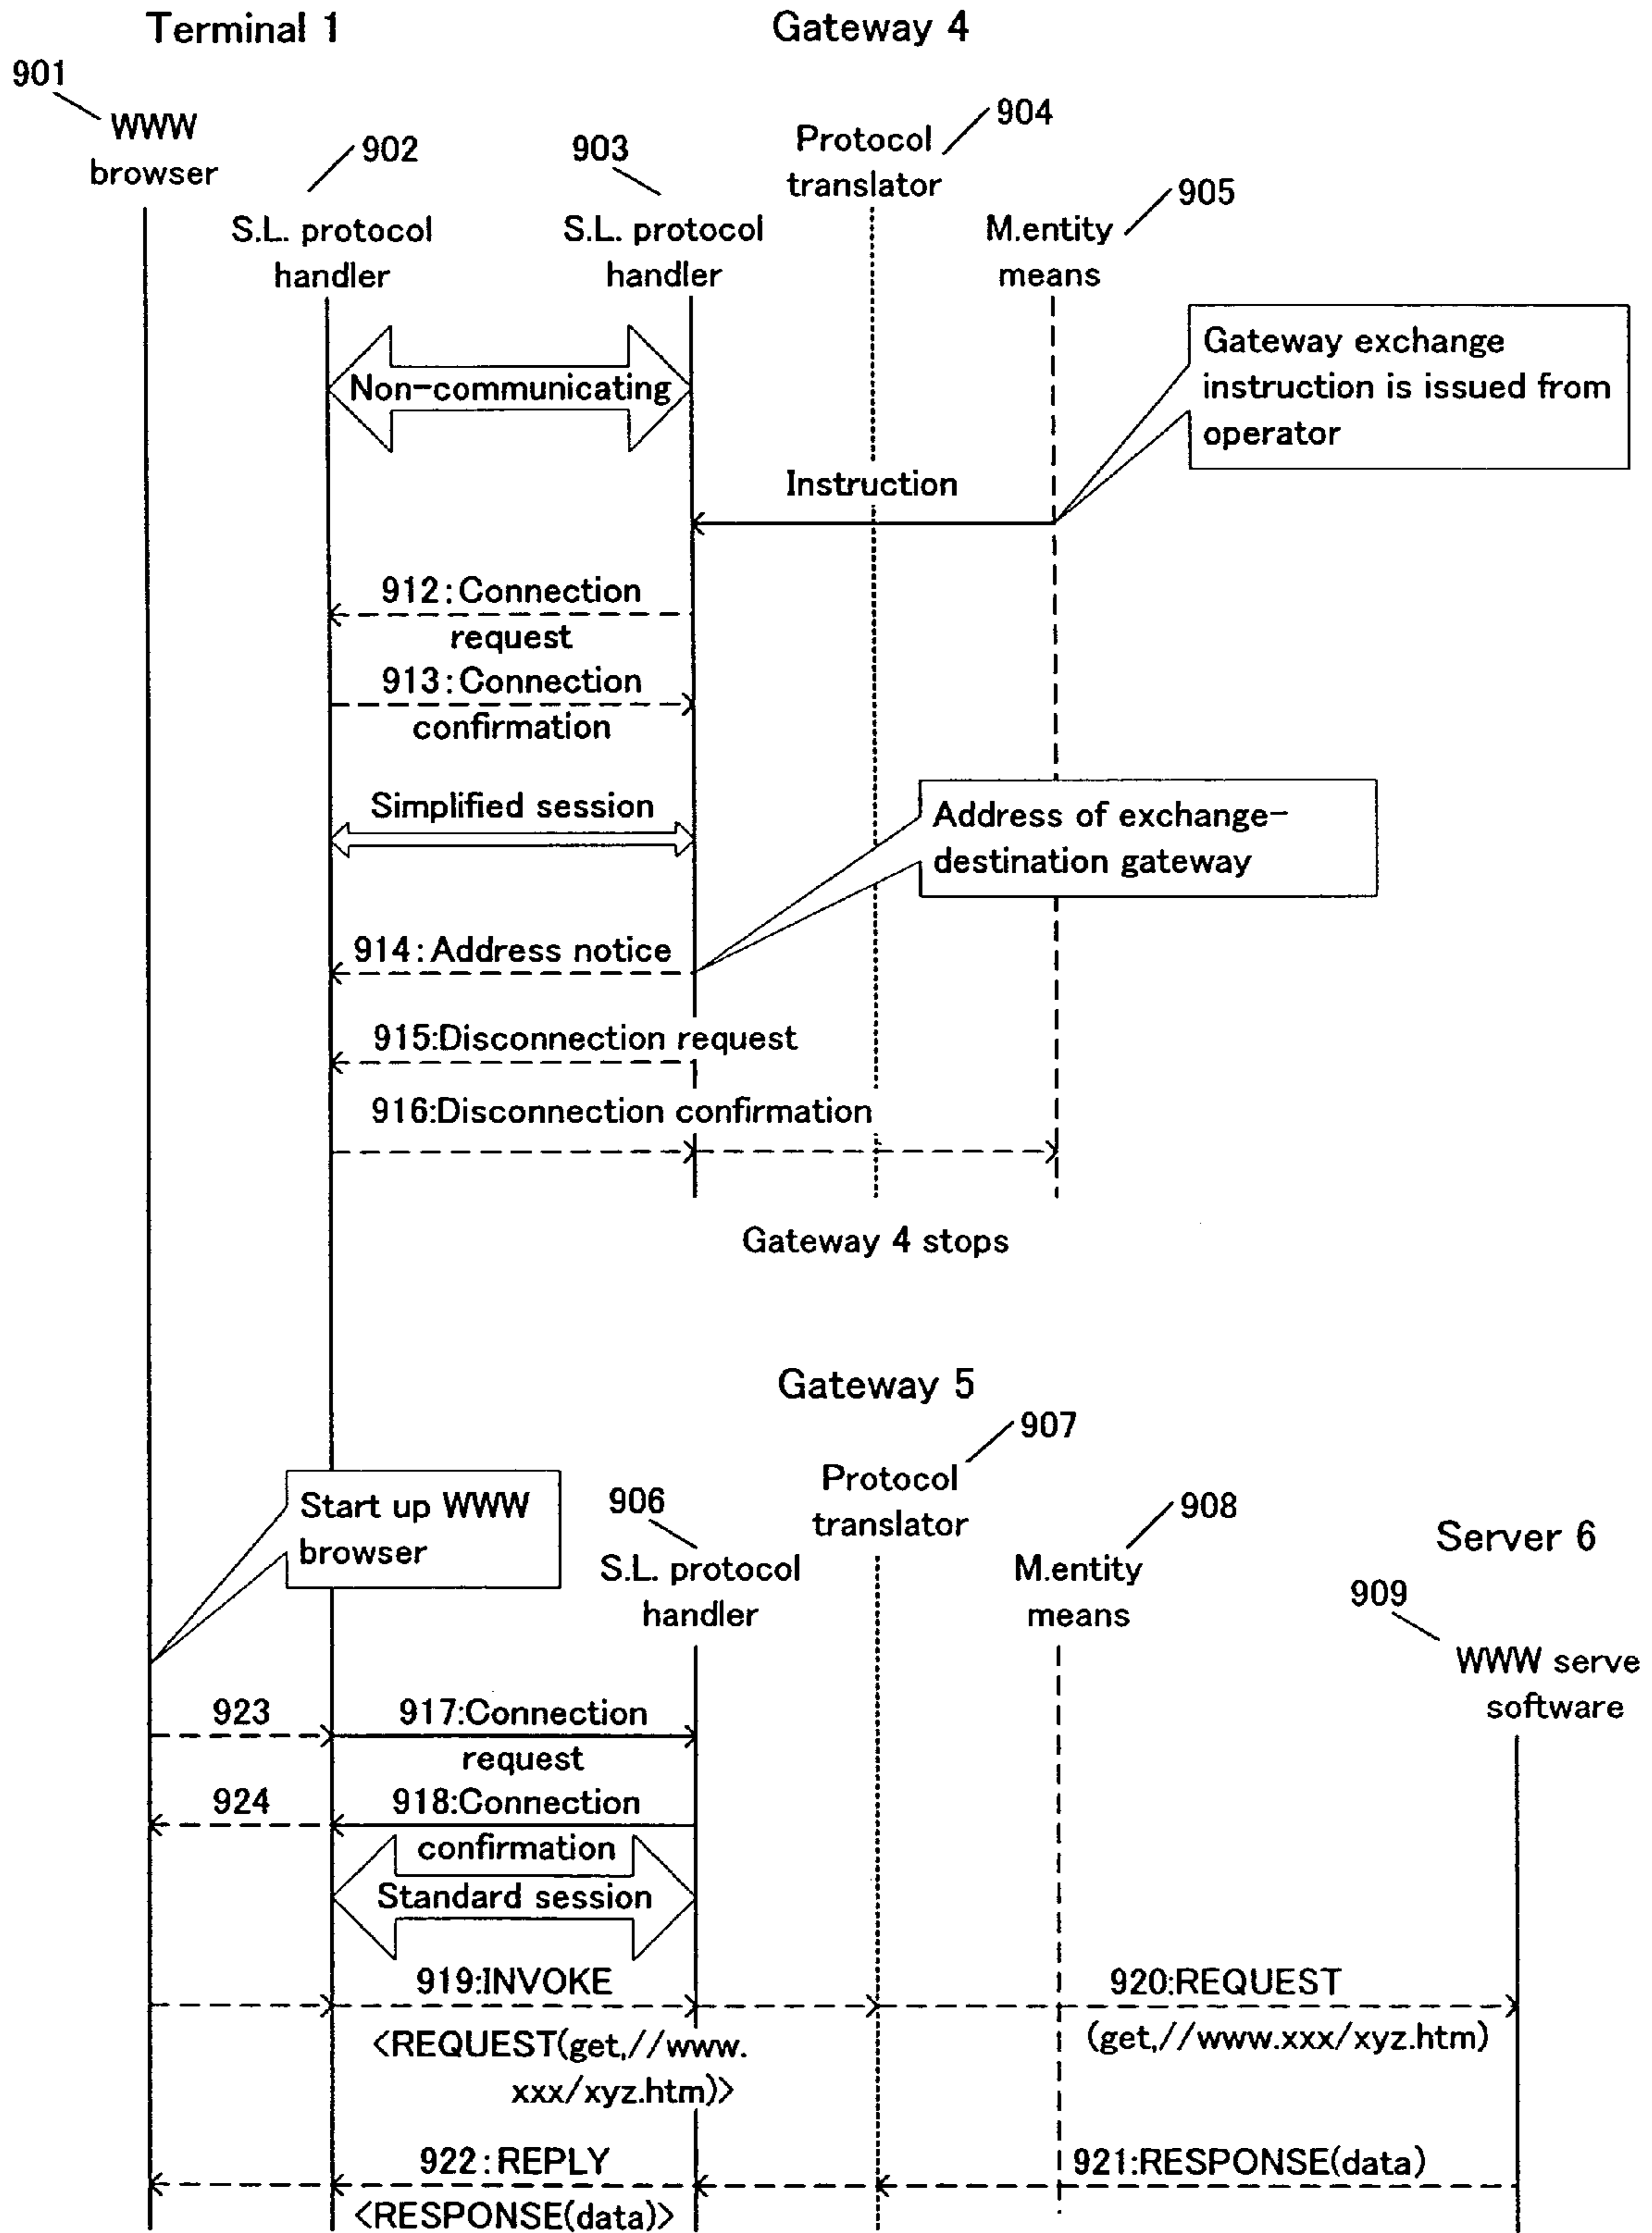 Terminal 1
Gateway 4
901
WWW
browser
902
S.L. protocol
handler
903
S.L. protocol
handler
904
Protocol
translator
905
M.entity
means
Non-communicating
Gateway exchange
instruction is issued from
operator
Instruction
912:Connection
request
913:Connection
confirmation
Simplified session
Address of exchange-
destination gateway
914:Address notice
915:Disconnection request
916:Disconnection confirmation
Gateway 4 stops
Gateway 5
907
Protocol
translator
Start up WWW
browser
906
S.L. protocol
handler
908
M.entity
means
Server 6
909
WWW serve
software
923
917:Connection
request
924
918:Connection
confirmation
Standard session
919:INVOKE
<REQUEST(get,//www.
xxx/xyz.htm)>
920:REQUEST
(get,//www.xxx/xyz.htm)
922:REPLY
<RESPONSE(data)>
921:RESPONSE(data)